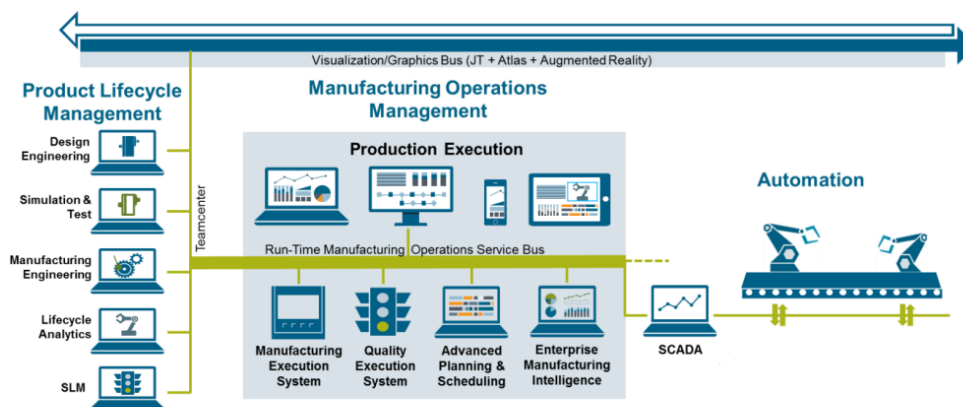 Visualization/Graphics Bus (JT + Atlas + Augmented Reality)
Product Lifecycle
Management
Design
Engineering
Simulation &
Test
Manufacturing
Engineering
Lifecycle
Analytics
SLM
Teamcenter
Manufacturing Operations
Management
Production Execution
Run-Time Manufacturing Operations Service Bus
Manufacturing
Execution
System
Quality
Execution
System
Advanced
Planning &
Scheduling
Enterprise
Manufacturing
Intelligence
SCADA
Automation